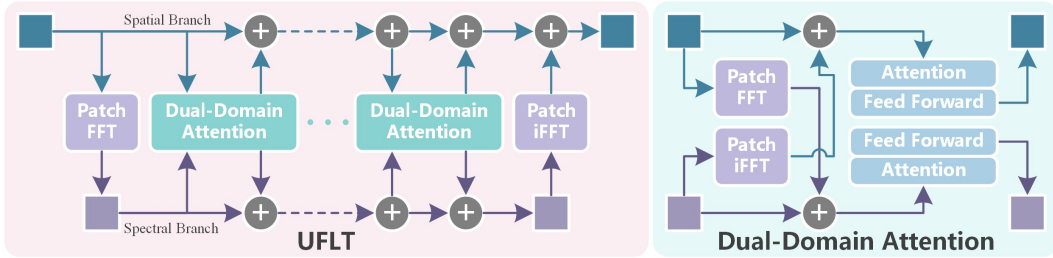 Spatial Branch
Patch
FFT
Dual-Domain
Attention
Dual-Domain
Attention
Patch
iFFT
Spectral Branch
UFLT
Patch
FFT
Patch
iFFT
Attention
Feed Forward
Feed Forward
Attention
Dual-Domain Attention